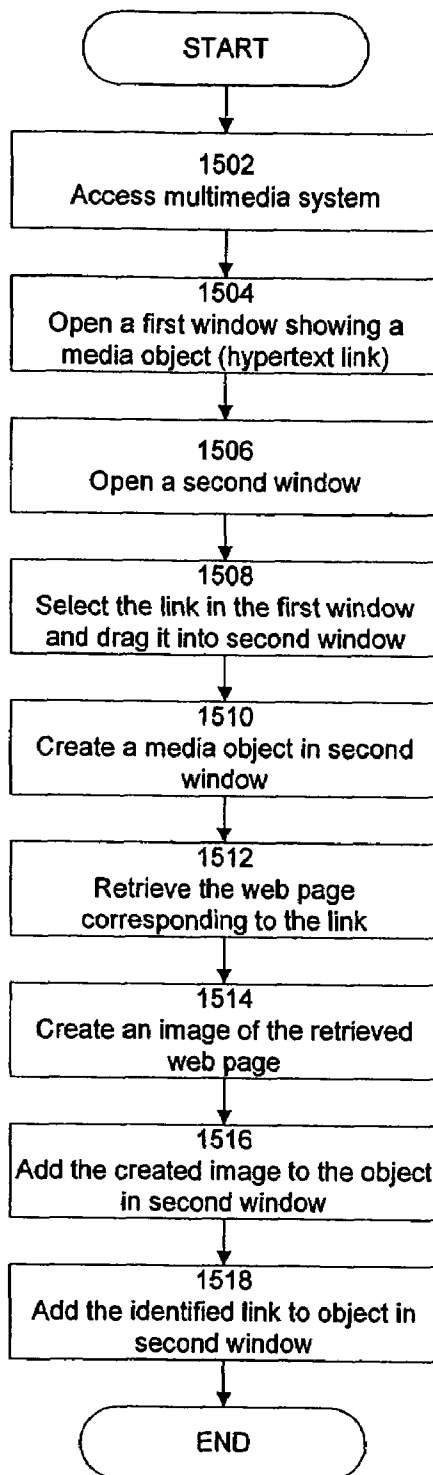 START
1502
Access multimedia system
1504
Open a first window showing a
media object (hypertext link)
1506
Open a second window
1508
Select the link in the first window
and drag it into second window
1510
Create a media object in second
window
1512
Retrieve the web page
corresponding to the link
1514
Create an image of the retrieved
web page
1516
Add the created image to the object
in second window
1518
Add the identified link to object in
second window
END